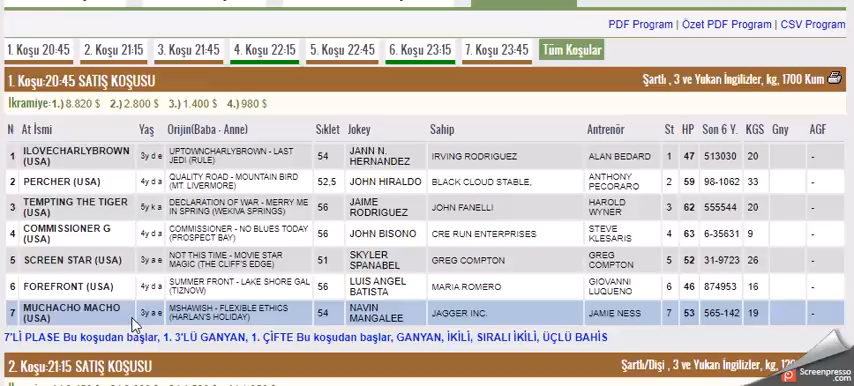 PDF Program | Özet PDF Program | CSV Program
1. Koşu 20:45 2. Koşu 21:15 3. Koşu 21:45 4. Koşu 22:15 5. Koşu 22:45 6. Koşu 23:15 7. Koşu 23:45 Tüm Koşular
1. Koşu:20:45 SATIŞ KOŞUSU Şartlı , 3 ve Yukarı İngilizler, kg, 1700 Kum
İkramiye:1.) 8.820 $ 2.) 2.800 $ 3.) 1.400 $ 4.) 980 $
N At İsmi Yaş Orijin(Baba - Anne) Sıklet Jokey Sahip Antrenör St HP Son 6 Y. KGS Gny AGF
1 ILOVECHARLYBROWN (USA) 3y d e UPTOWNCHARLYBROWN - LAST JEDI (RULE) 54 JANN N. HERNANDEZ IRVING RODRIGUEZ ALAN BEDARD 1 47 513030 20 -
2 PERCHER (USA) 4y d a QUALITY ROAD - MOUNTAIN BIRD (MT. LIVERMORE) 52,5 JOHN HIRALDO BLACK CLOUD STABLE, ANTHONY PECORARO 2 59 98-1062 33 -
3 TEMPTING THE TIGER (USA) 5y k a DECLARATION OF WAR - MERRY ME IN SPRING (WEKIVA SPRINGS) 56 JAIME RODRIGUEZ JOHN FANELLI HAROLD WYNER 3 62 555544 20 -
4 COMMISSIONER G (USA) 4y d a COMMISSIONER - NO BLUES TODAY (PROSPECT BAY) 56 JOHN BISONO CRE RUN ENTERPRISES STEVE KLESARIS 4 63 6-35631 9 -
5 SCREEN STAR (USA) 3y a e NOT THIS TIME - MOVIE STAR MAGIC (THE CLIFF'S EDGE) 51 SKYLER SPANABEL GREG COMPTON GREG COMPTON 5 52 31-9723 26 -
6 FOREFRONT (USA) 4y d a SUMMER FRONT - LAKE SHORE GAL (TIZNOW) 56 LUIS ANGEL BATISTA MARIA ROMERO GIOVANNI LUQUENO 6 46 874953 16 -
7 MUCHACHO MACHO (USA) 3y a e MSHAWISH - FLEXIBLE ETHICS (HARLAN'S HOLIDAY) 54 NAVIN MANGALEE JAGGER INC. JAMIE NESS 7 53 565-142 19 -
7'Lİ PLASE Bu koşudan başlar, 1. 3'LÜ GANYAN, 1. ÇİFTE Bu koşudan başlar, GANYAN, İKİLİ, SIRALI İKİLİ, ÜÇLÜ BAHİS
2. Koşu:21:15 SATIŞ KOŞUSU Şartlı/Dişi , 3 ve Yukarı İngilizler, kg,
Screenpresso
.com